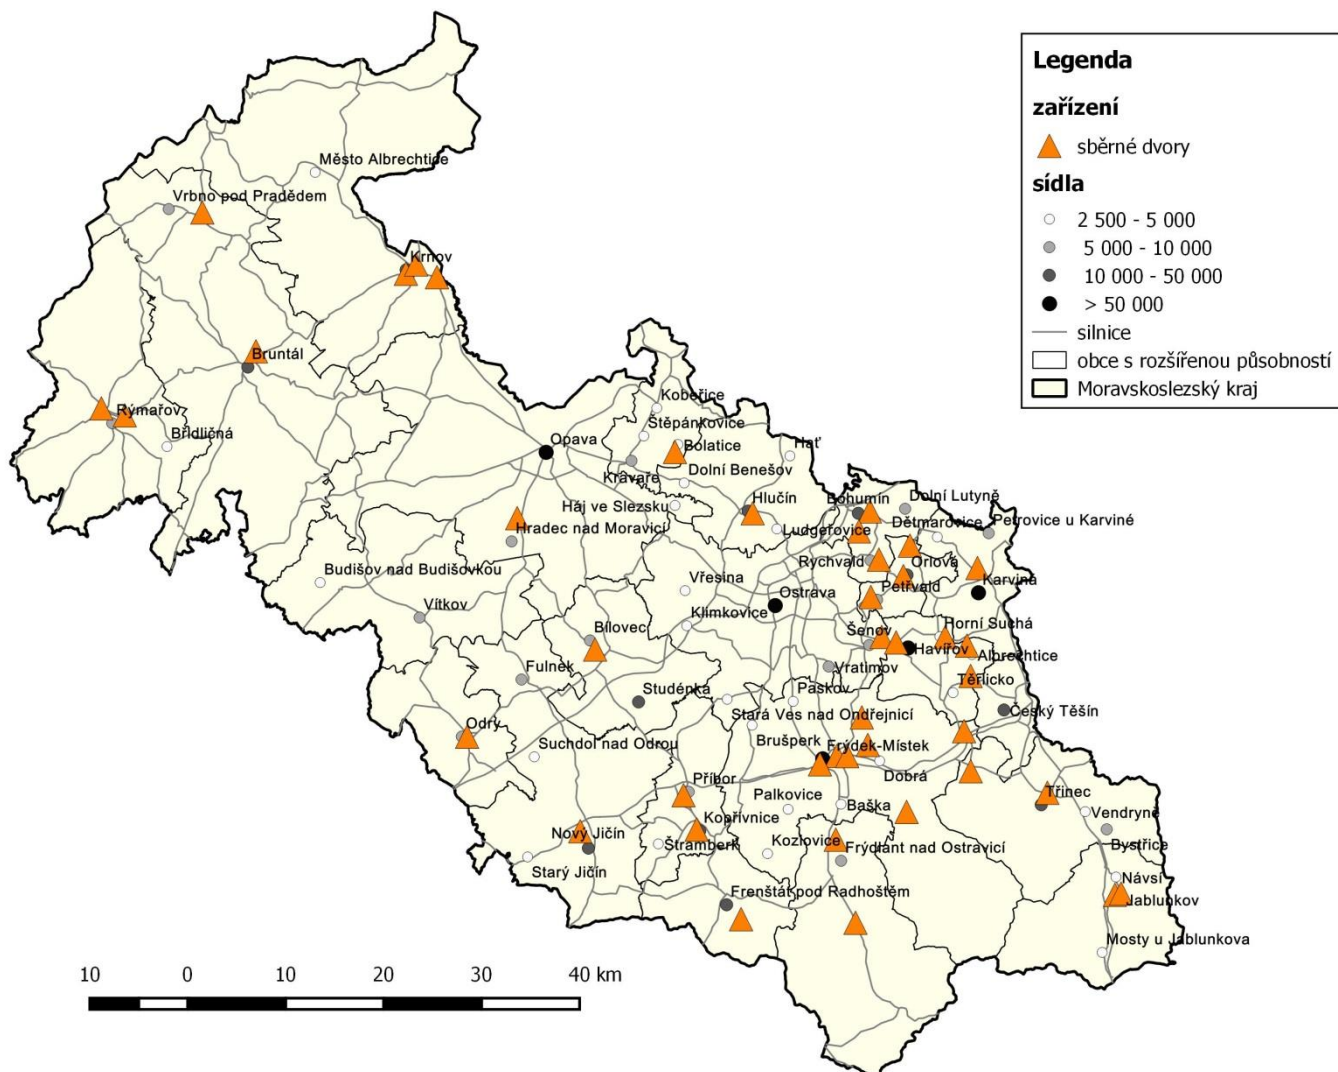 Legenda
zařízení
sběrné dvory
sídla
2 500 - 5 000
5 000 - 10 000
10 000 - 50 000
> 50 000
silnice
obce s rozšířenou působností
Moravskoslezský kraj
Město Albrechtice
Vrbno pod Pradědem
Krnov
Bruntál
Rýmařov
Břidličná
Kobeřice
Štěpánkovice
Opava
Bolatice
Hať
Kravaře
Dolní Benešov
Háj ve Slezsku
Hlučín
Bohumín
Dolní Lutyně
Hradec nad Moravicí
Ludgeřovice
Dětmarovice
Petrovice u Karviné
Rychvald
Orlová
Budišov nad Budišovkou
Vřesina
Ostrava
Petřvald
Karviná
Vítkov
Klimkovice
Bílovec
Šenov
Horní Suchá
Havířov
Albrechtice
Fulnek
Vratimov
Těrlicko
Studénka
Paskov
Český Těšín
Odry
Stará Ves nad Ondřejnicí
Suchdol nad Odrou
Brušperk
Frýdek-Místek
Dobrá
Příbor
Palkovice
Baška
Třinec
Vendryně
Nový Jičín
Kopřivnice
Štramberk
Kozlovice
Frýdlant nad Ostravicí
Bystřice
Starý Jičín
Návsí
Frenštát pod Radhoštěm
Jablunkov
Mosty u Jablunkova
10 0 10 20 30 40 km